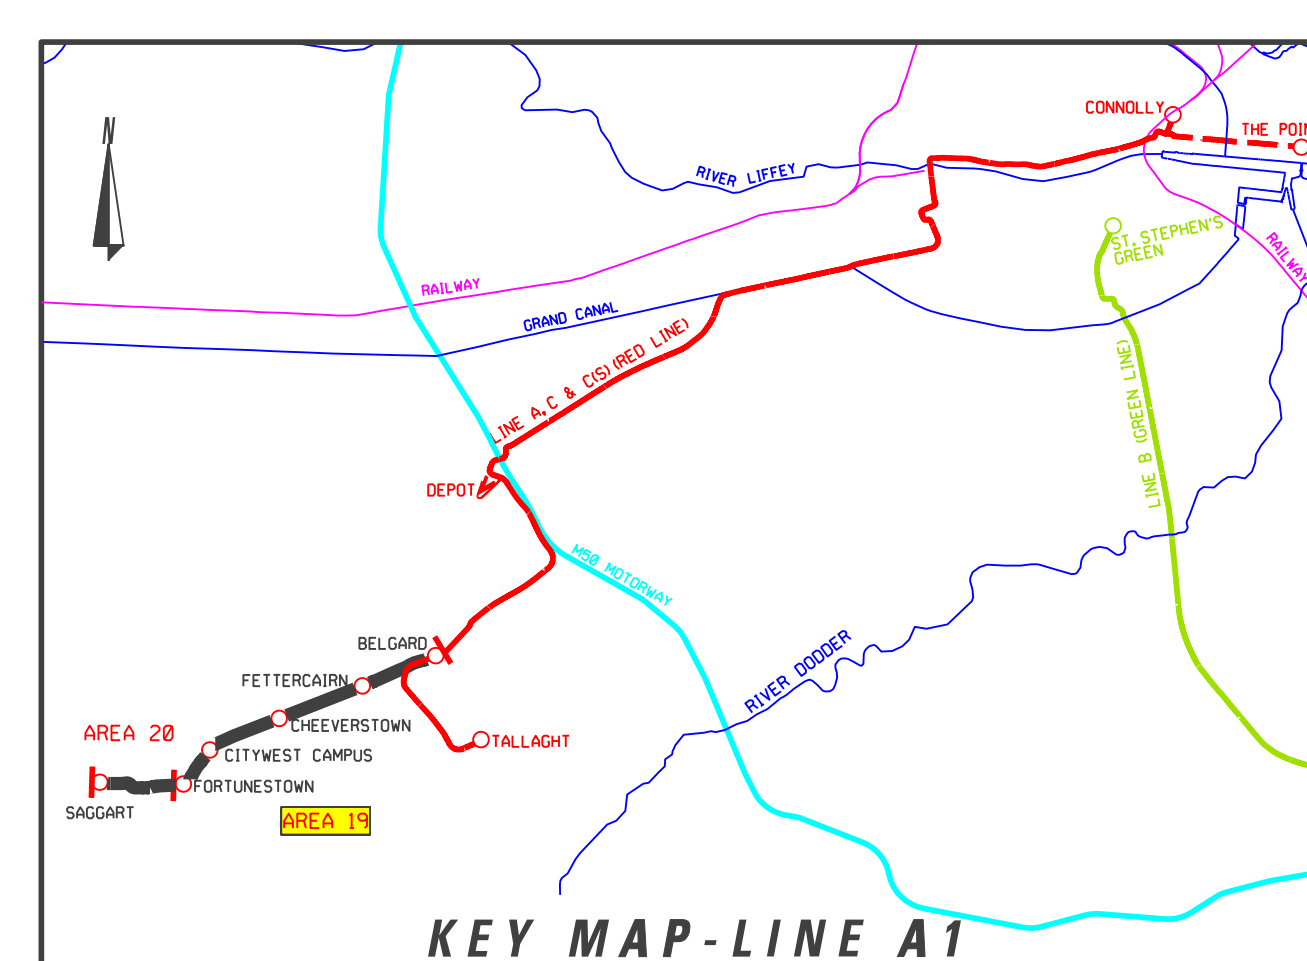 N
CONNOLLY
THE POIN
RIVER LIFFEY
ST. STEPHEN'S
GREEN
RAILWAY
RAILWAY
GRAND CANAL
LINE A,C & C(S)(RED LINE)
LINE B (GREEN LINE)
DEPOT
M50 MOTORWAY
BELGARD
RIVER DODDER
FETTERCAIRN
CHEEVERSTOWN
AREA 20
TALLAGHT
CITYWEST CAMPUS
FORTUNESTOWN
SAGGART
AREA 19
KEY MAP-LINE A1